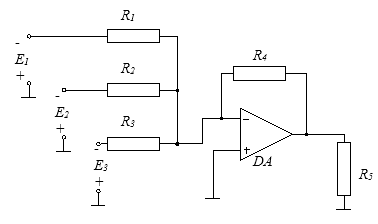 R1
-
E1
+
R2
-
E2
+
R3
-
E3
+
R4
-
+
DA
R5